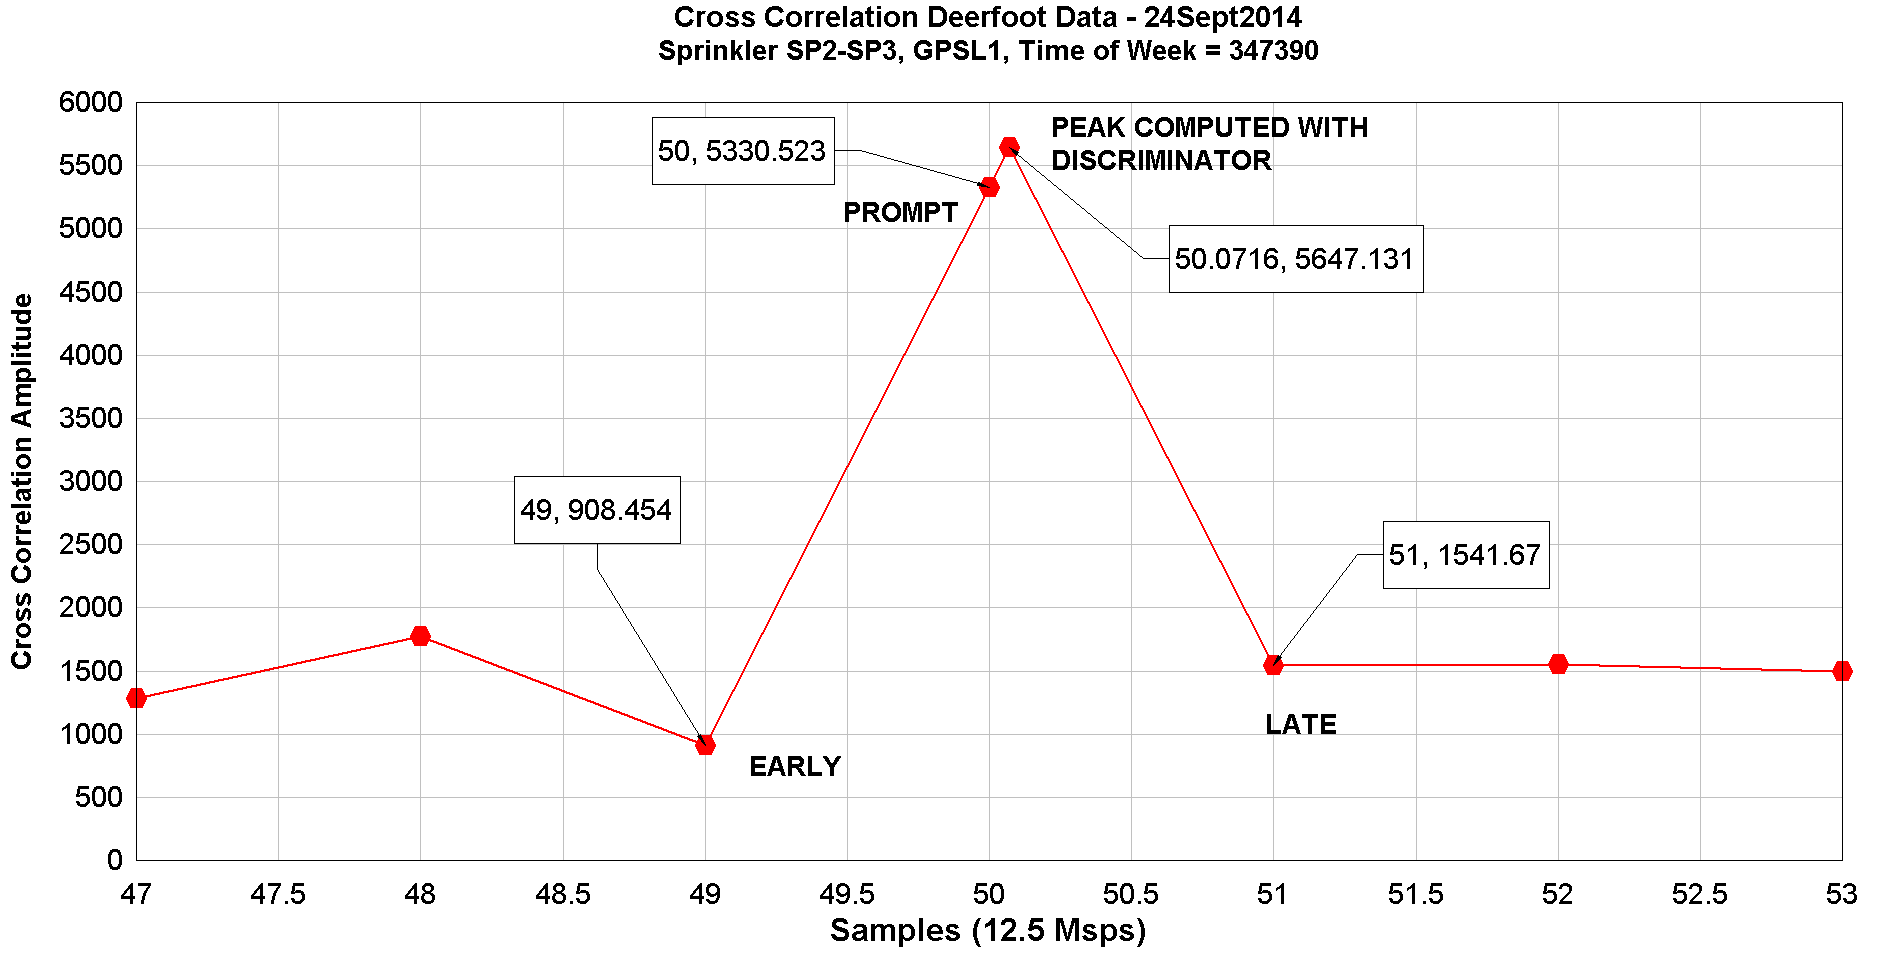 Cross Correlation Deerfoot Data - 24Sept2014
Sprinkler SP2-SP3, GPSL1, Time of Week = 347390
6000
5500
5000
4500
4000
3500
3000
2500
2000
1500
1000
500
0
Cross Correlation Amplitude
50, 5330.523
PROMPT
PEAK COMPUTED WITH
DISCRIMINATOR
50.0716, 5647.131
49, 908.454
EARLY
51, 1541.67
LATE
47 47.5 48 48.5 49 49.5 50 50.5 51 51.5 52 52.5 53
Samples (12.5 Msps)